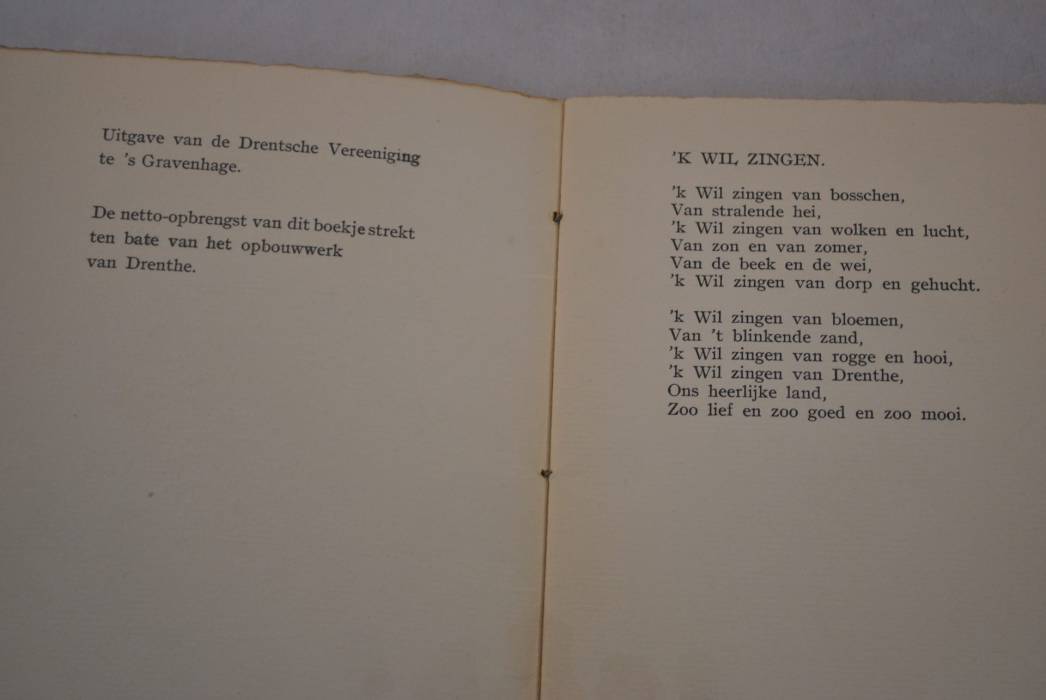 Uitgave van de Drentsche Vereeniging
te 's Gravenhage.
De netto-opbrengst van dit boekje strekt
ten bate van het opbouwwerk
van Drenthe.
'K WIL ZINGEN.
'k Wil zingen van bosschen,
Van stralende hei,
'k Wil zingen van wolken en lucht,
Van zon en van zomer,
Van de beek en de wei,
'k Wil zingen van dorp en gehucht.
'k Wil zingen van bloemen,
Van 't blinkende zand,
'k Wil zingen van rogge en hooi,
'k Wil zingen van Drenthe,
Ons heerlijke land,
Zoo lief en zoo goed en zoo mooi.